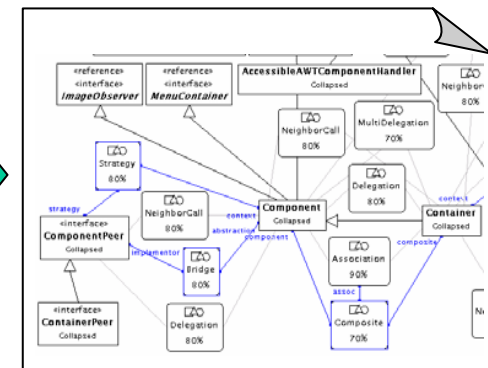 «reference»
«interface»
ImageObserver
«reference»
«interface»
MenuContainer
AccessibleAWTComponentHandler
Collapsed
80%
NeighborCall
80%
MultiDelegation
70%
Strategy
80%
Delegation
80%
strategy
NeighborCall
80%
context
abstraction
component
Component
Collapsed
context
Container
Collapsed
composite
«interface»
ComponentPeer
Collapsed
implementor
Bridge
80%
Association
90%
assoc
«interface»
ContainerPeer
Collapsed
Delegation
80%
Composite
70%